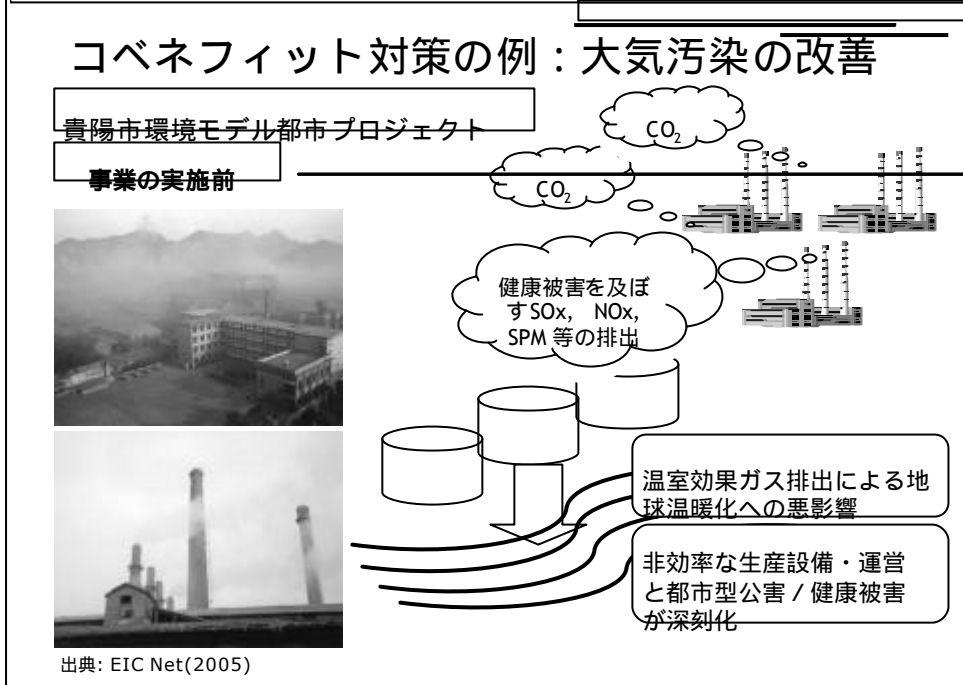 コベネフィット対策の例：大気汚染の改善
貴陽市環境モデル都市プロジェクト
事業の実施前
CO2
CO2
健康被害を及ぼ
すSOx, NOx,
SPM 等の排出
温室効果ガス排出による地
球温暖化への悪影響
非効率な生産設備・運営
と都市型公害 / 健康被害
が深刻化
出典: EIC Net(2005)